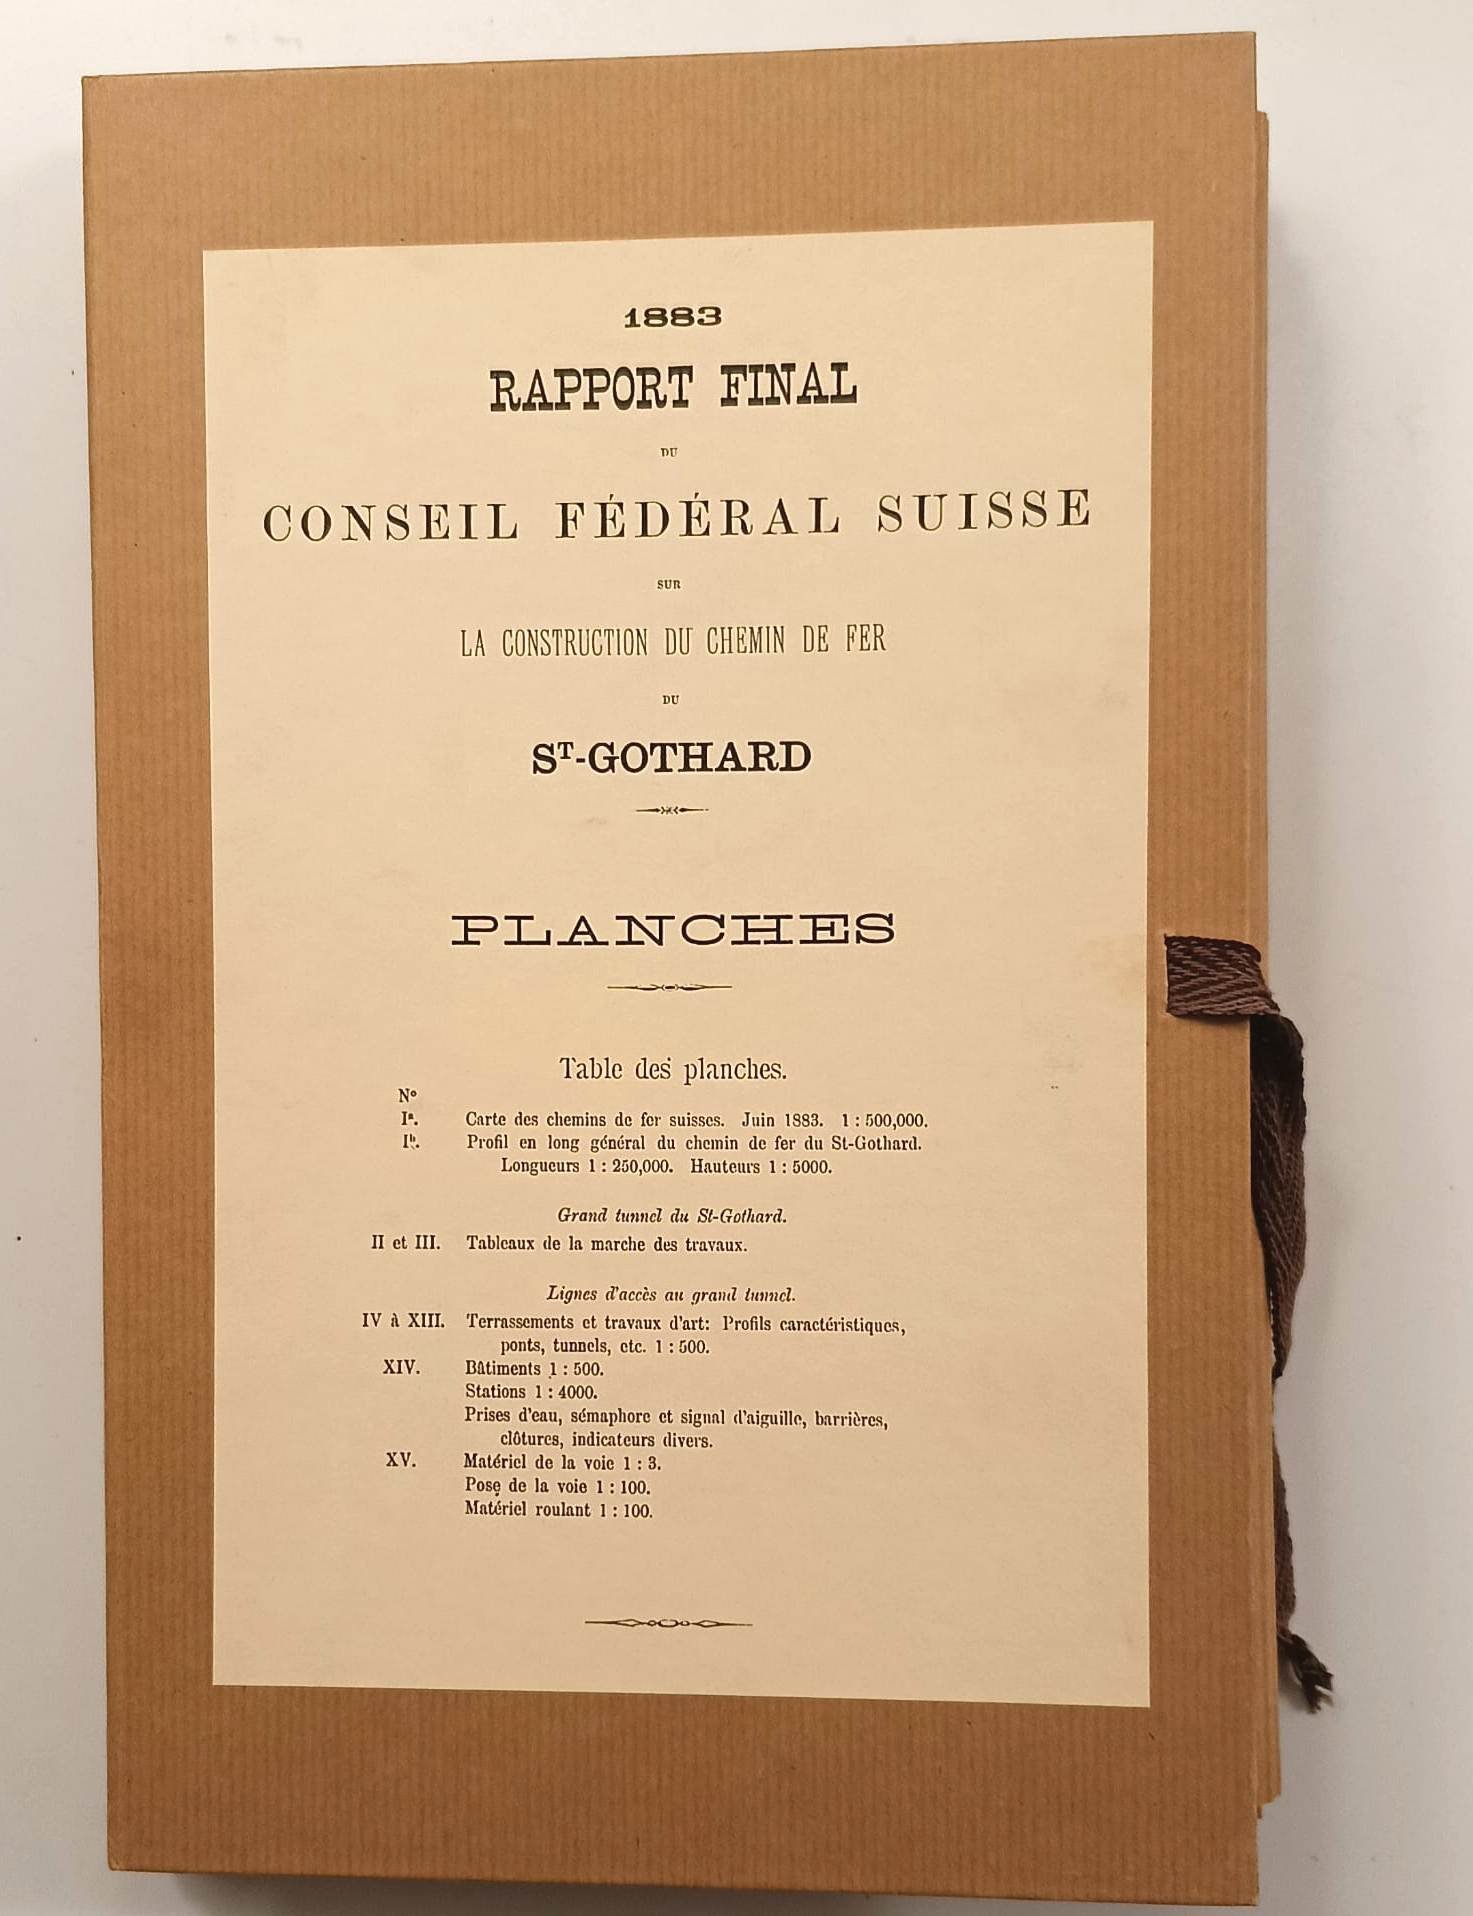 1883
RAPPORT FINAL
DU
CONSEIL FÉDÉRAL SUISSE
SUR
LA CONSTRUCTION DU CHEMIN DE FER
DU
Sᵀ-GOTHARD
PLANCHES
Table des planches.
Nº
Iᵃ. Carte des chemins de fer suisses. Juin 1883. 1 : 500,000.
Iᵇ. Profil en long général du chemin de fer du St-Gothard.
Longueurs 1 : 250,000. Hauteurs 1 : 5000.
Grand tunnel du St-Gothard.
II et III. Tableaux de la marche des travaux.
Lignes d'accès au grand tunnel.
IV à XIII. Terrassements et travaux d'art: Profils caractéristiques,
ponts, tunnels, etc. 1 : 500.
XIV. Bâtiments 1 : 500.
Stations 1 : 4000.
Prises d'eau, sémaphore et signal d'aiguille, barrières,
clôtures, indicateurs divers.
XV. Matériel de la voie 1 : 3.
Pose de la voie 1 : 100.
Matériel roulant 1 : 100.